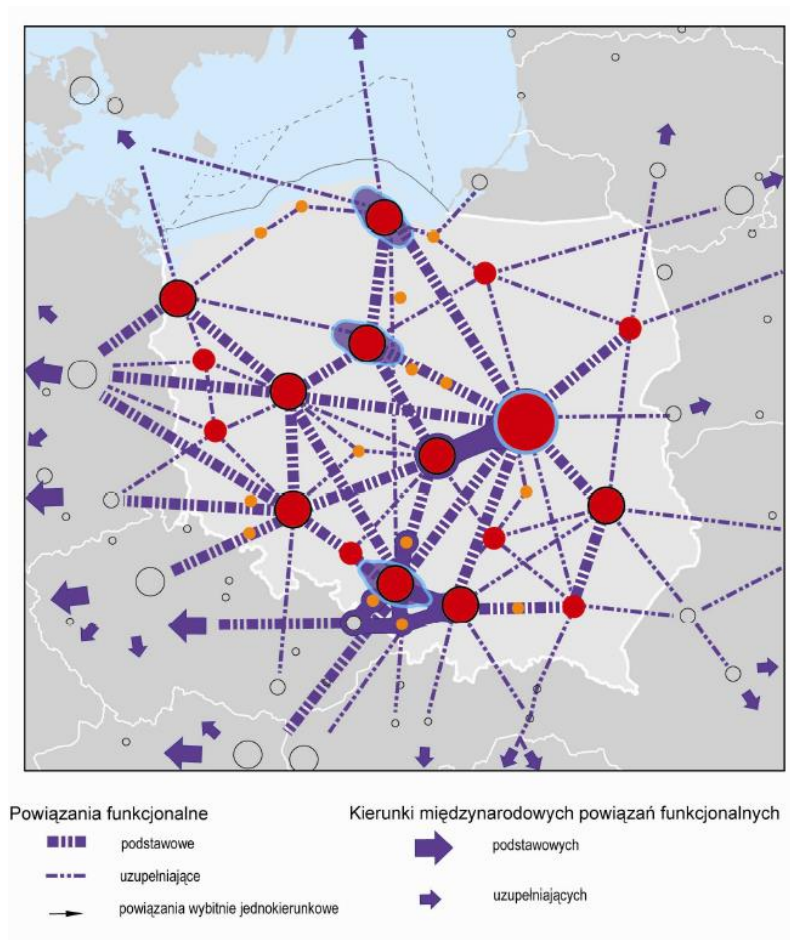 Powiązania funkcjonalne
podstawowe
uzupełniające
powiązania wybitnie jednokierunkowe
Kierunki międzynarodowych powiązań funkcjonalnych
podstawowych
uzupełniających